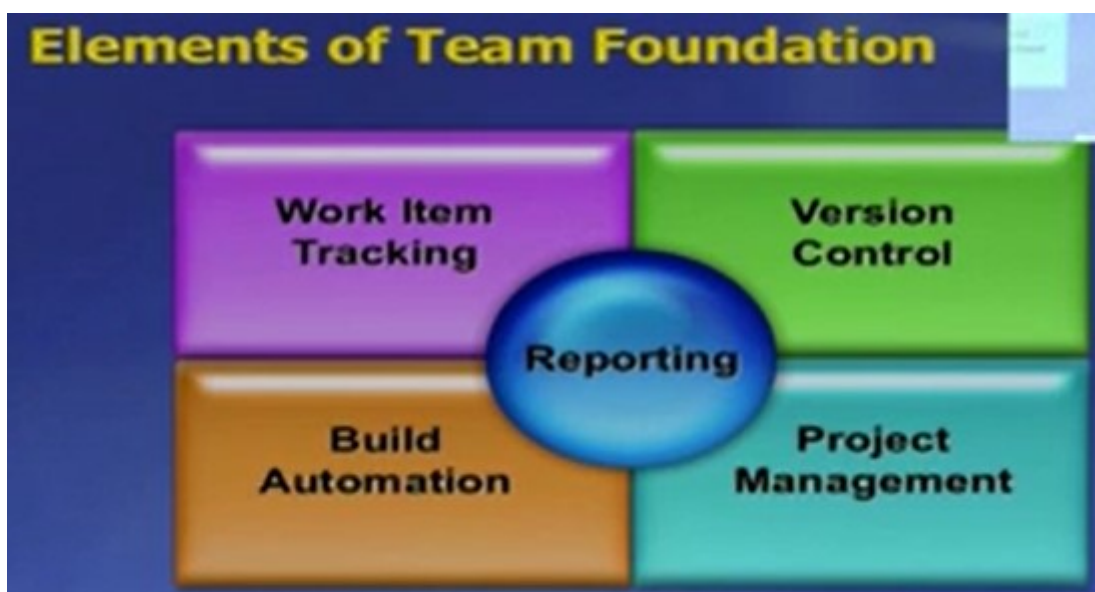 Elements of Team Foundation
Work Item
Tracking
Version
Control
Reporting
Build
Automation
Project
Management